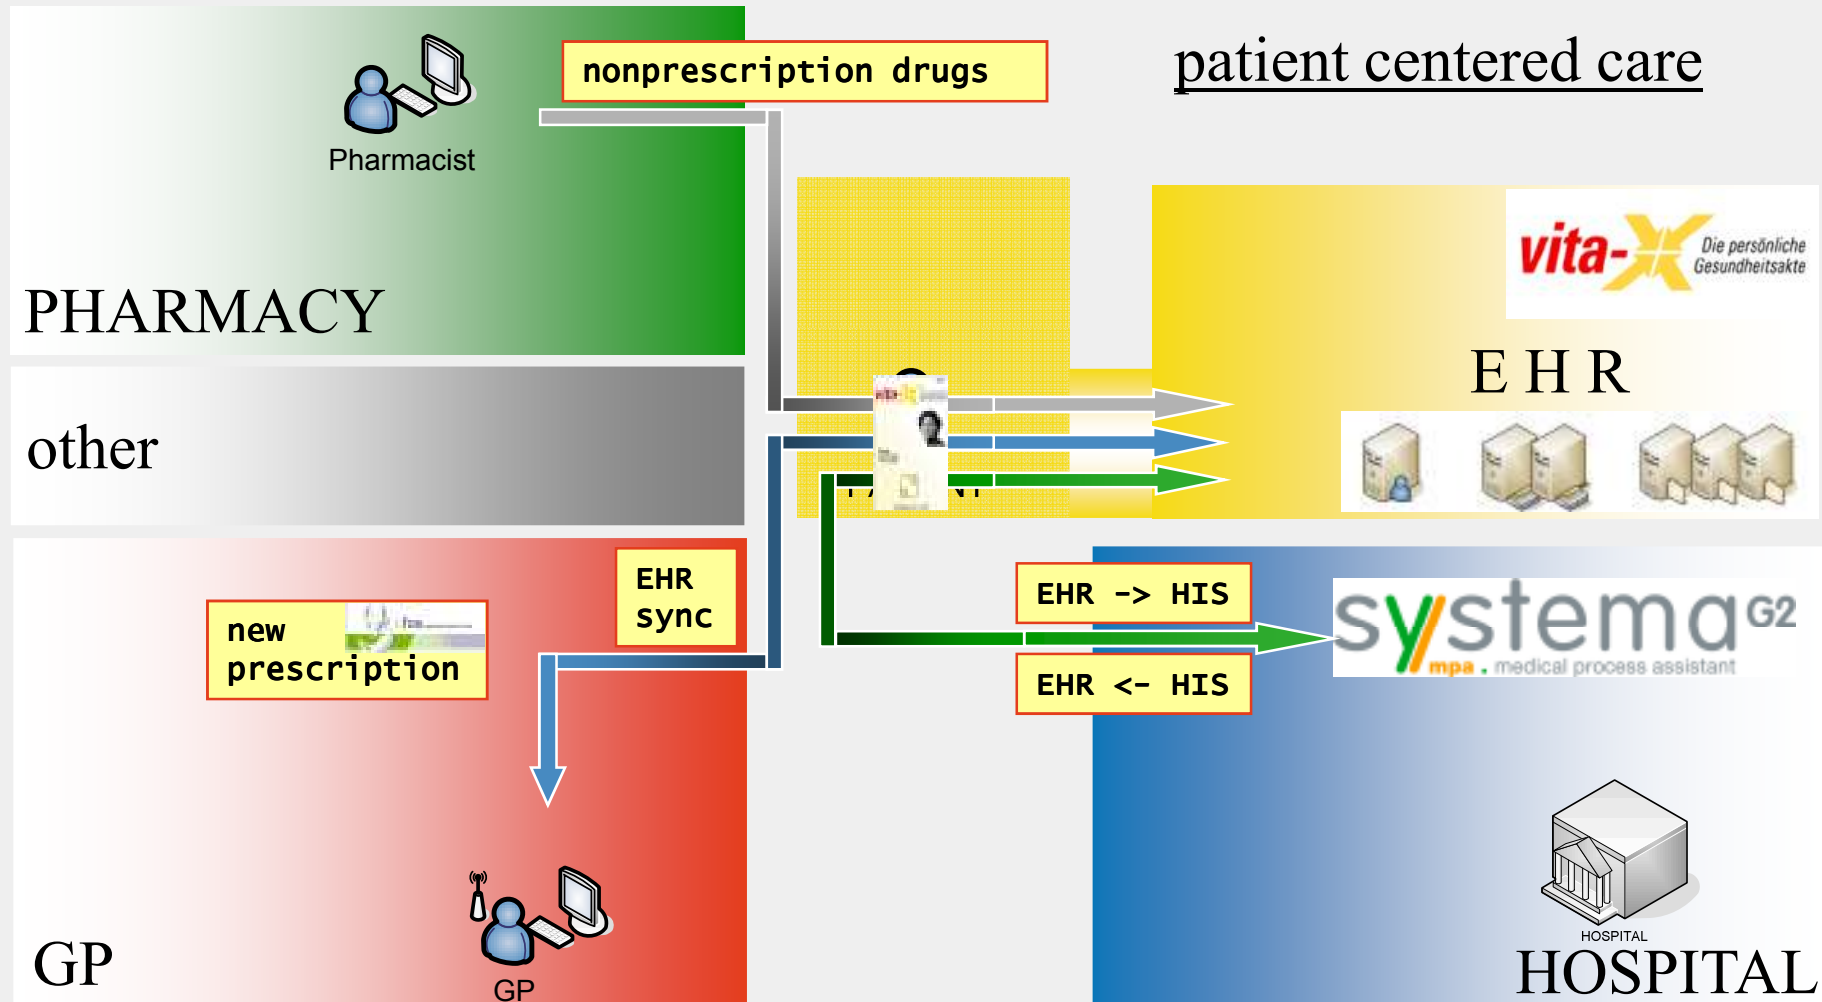 nonprescription drugs
patient centered care
Pharmacist
PHARMACY
vita-X
Die persönliche
Gesundheitsakte
E H R
other
EHR
sync
new
prescription
EHR -> HIS
EHR <- HIS
systema G2
mpa . medical process assistant
GP
GP
HOSPITAL
HOSPITAL